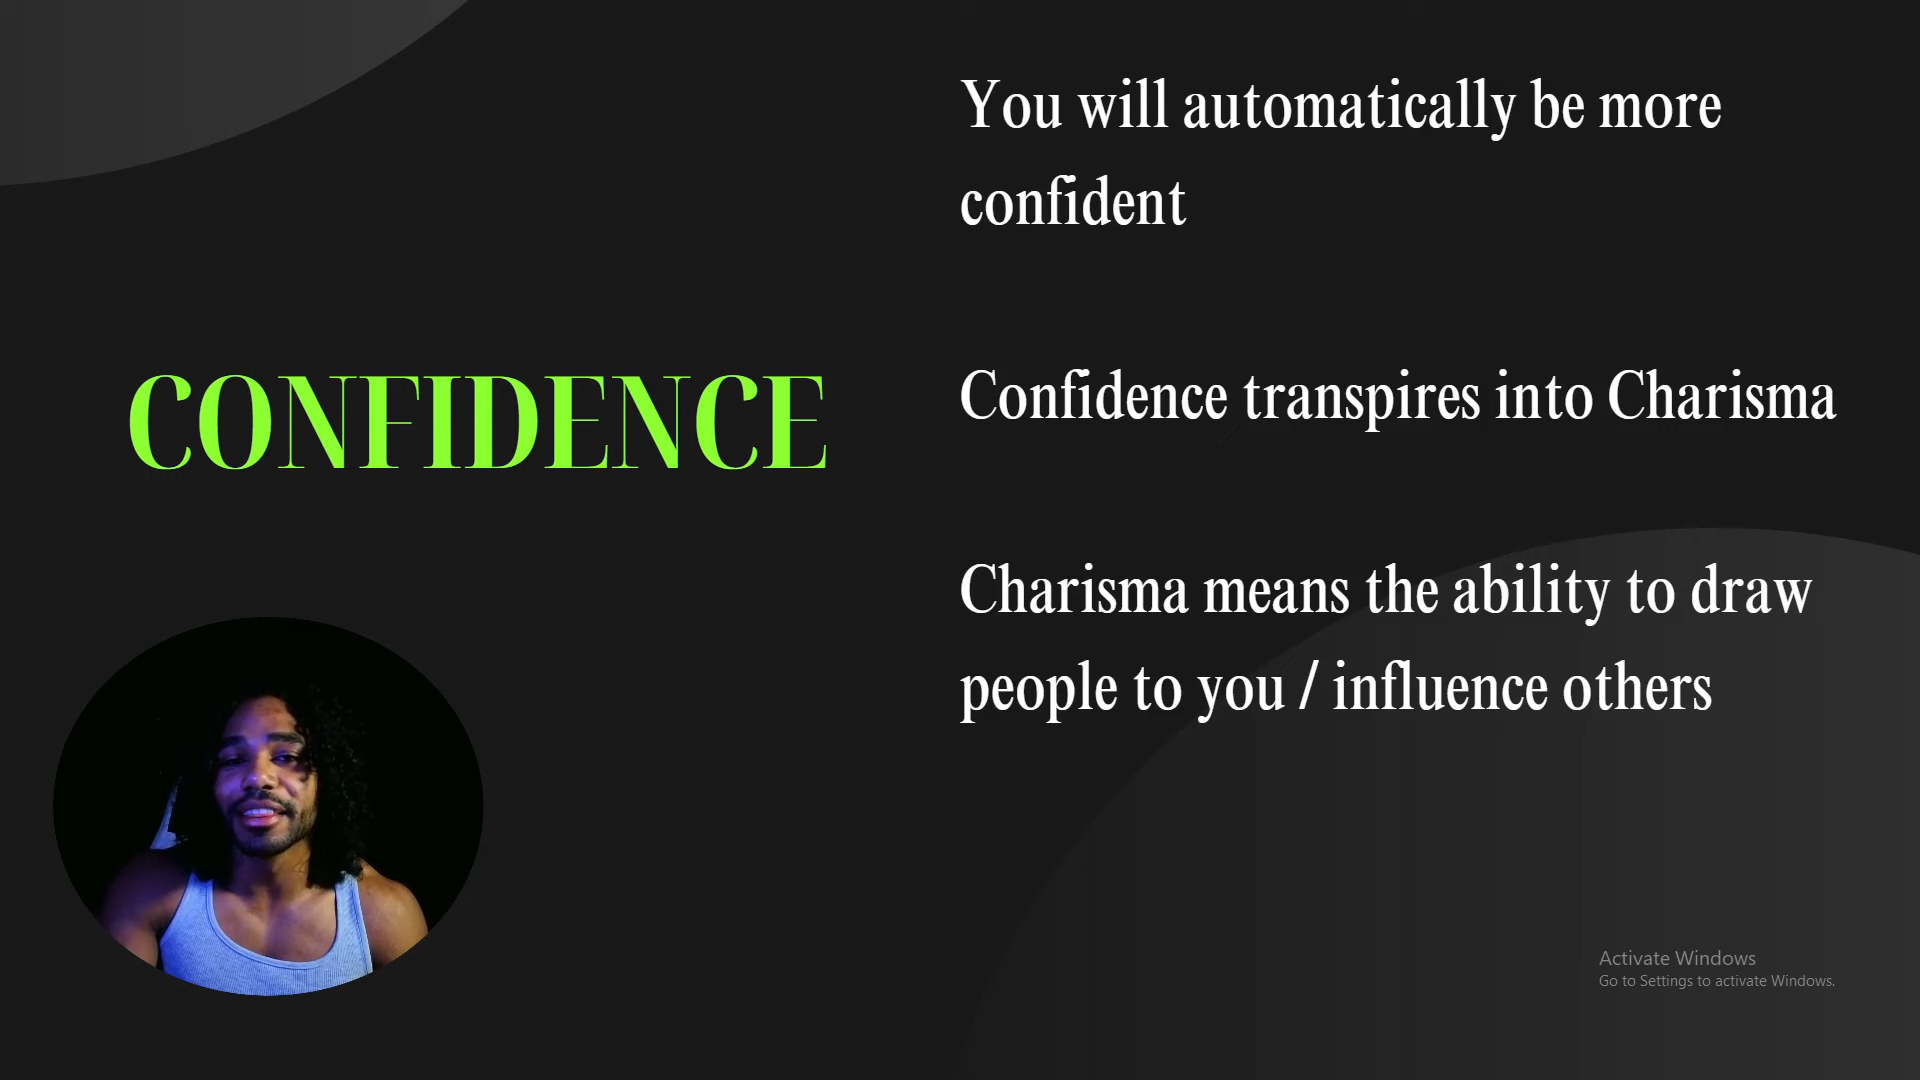 You will automatically be more
confident
CONFIDENCE
Confidence transpires into Charisma
Charisma means the ability to draw
people to you / influence others
Activate Windows
Go to Settings to activate Windows.